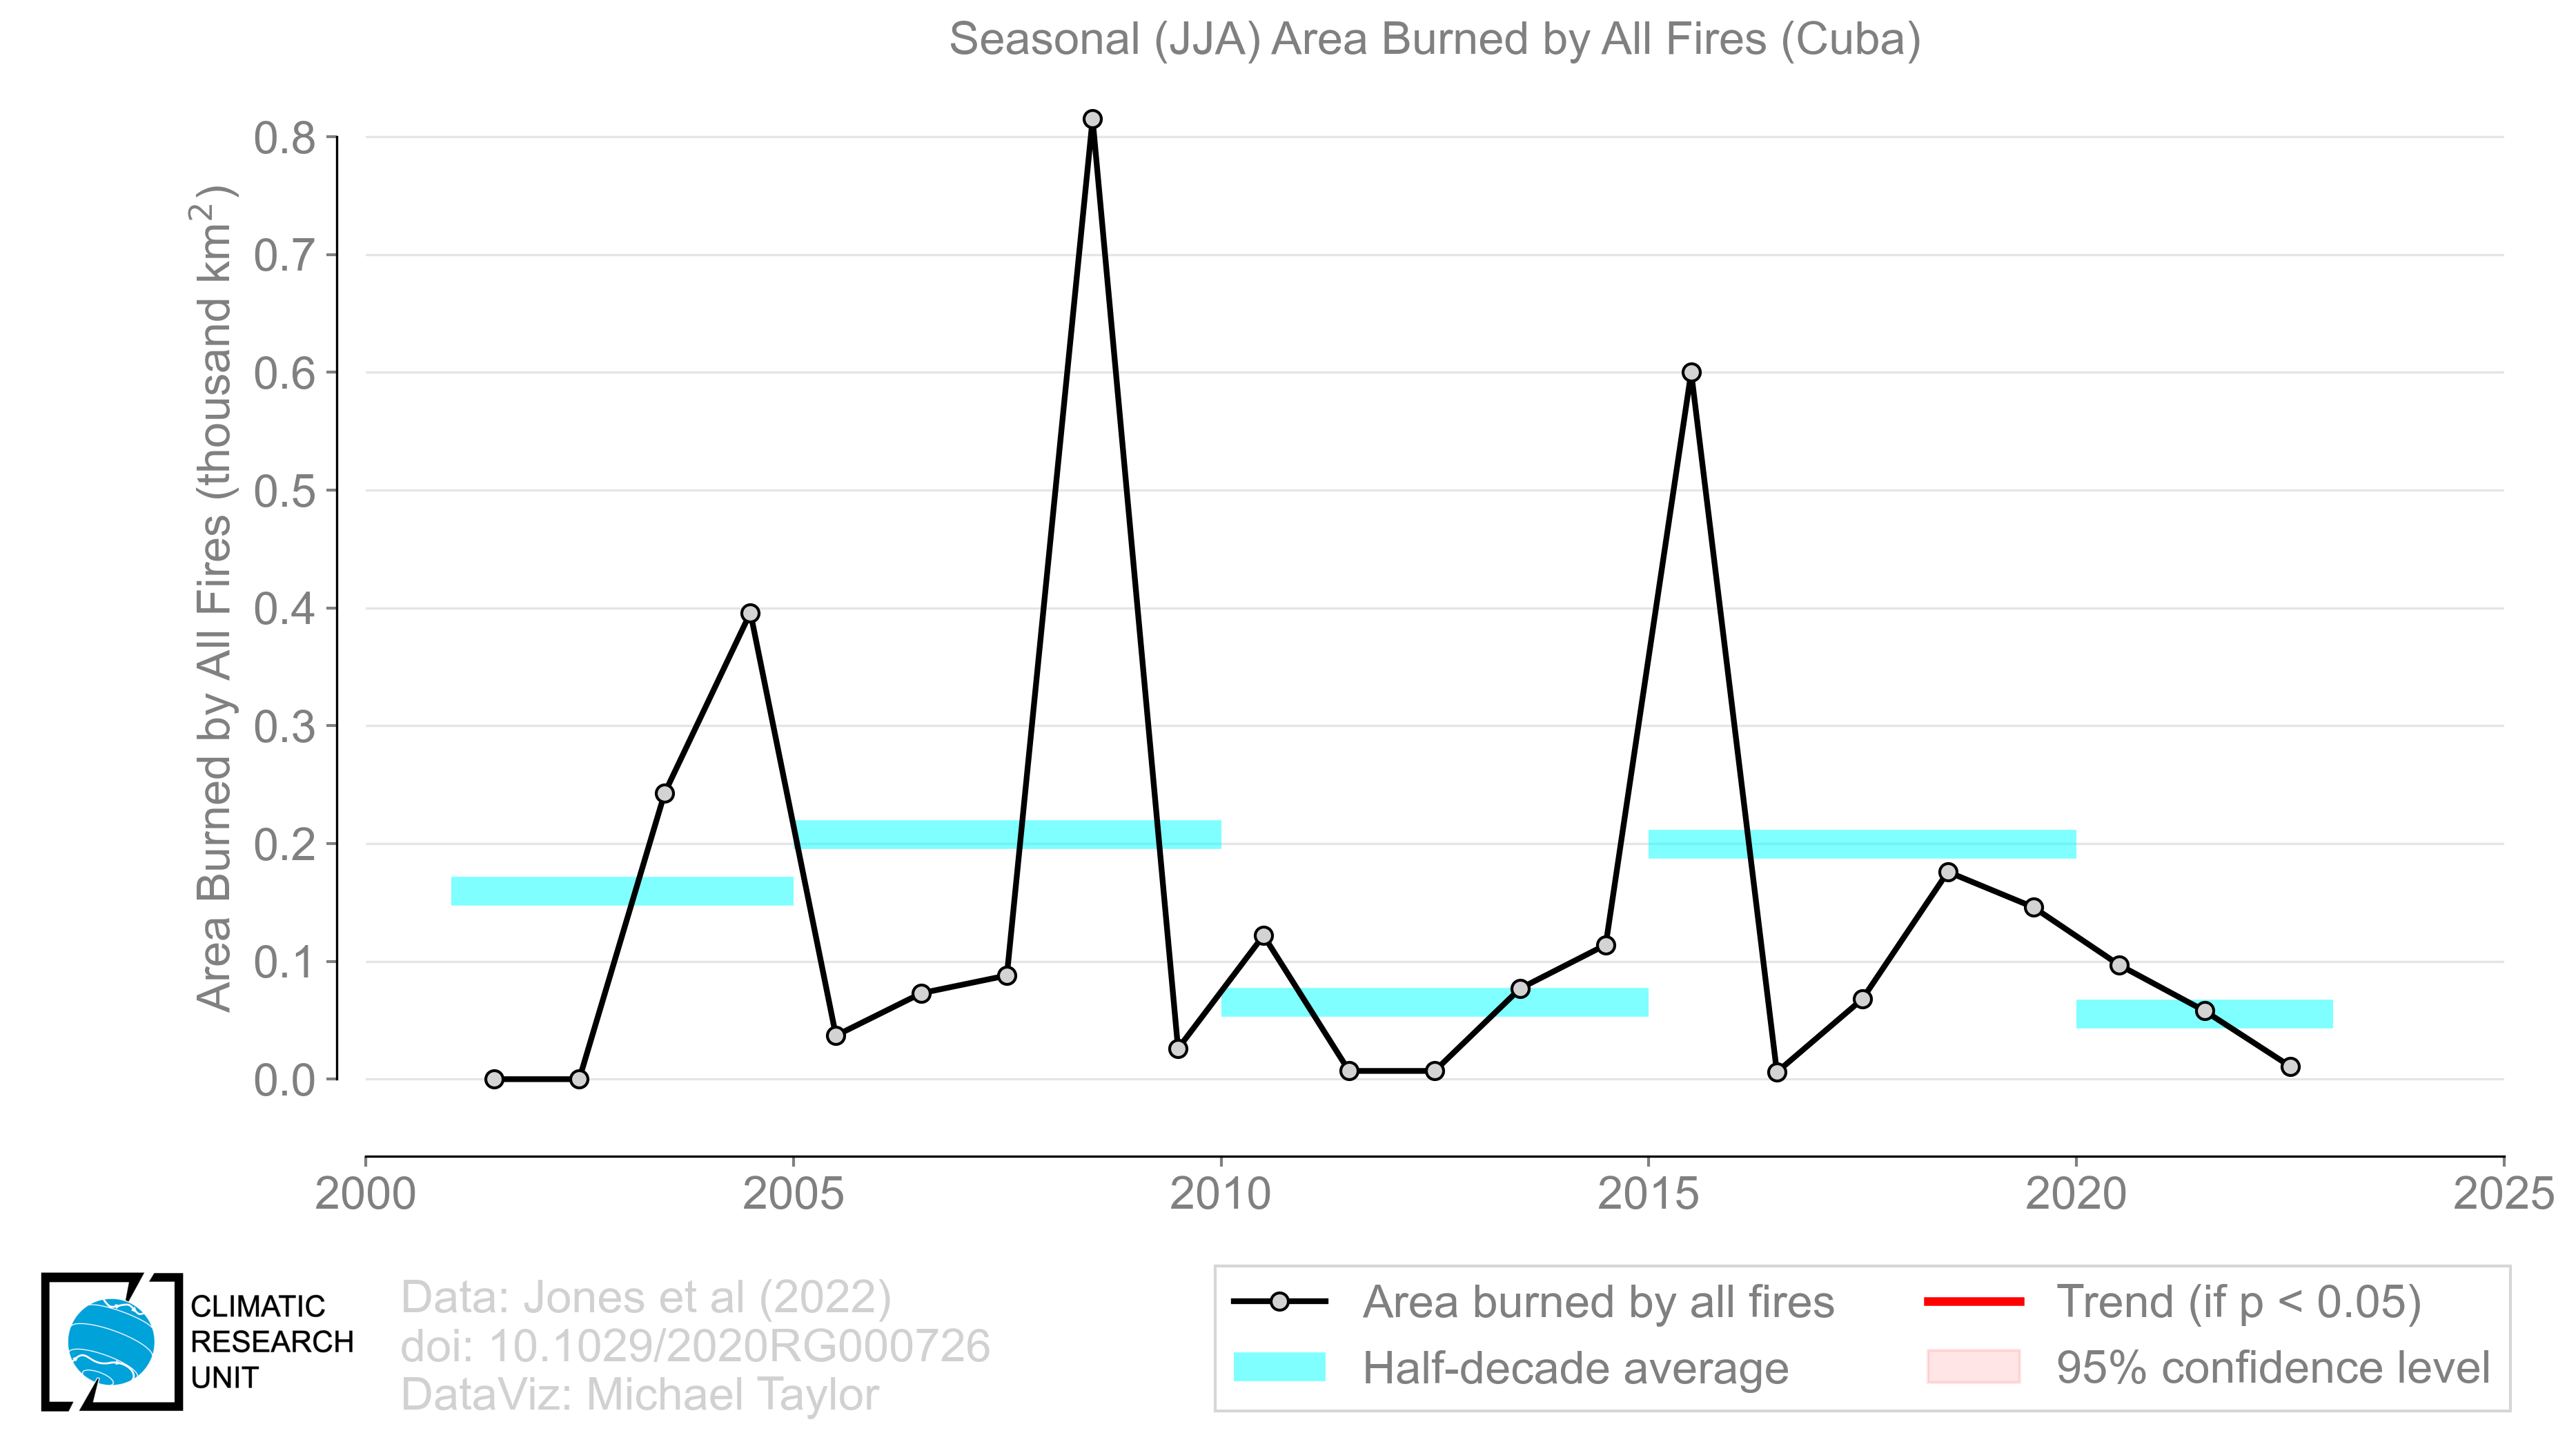 Seasonal (JJA) Area Burned by All Fires (Cuba)
Area Burned by All Fires (thousand km²)
0.8
0.7
0.6
0.5
0.4
0.3
0.2
0.1
0.0
2000 2005 2010 2015 2020 2025
CLIMATIC
RESEARCH
UNIT
Data: Jones et al (2022)
doi: 10.1029/2020RG000726
DataViz: Michael Taylor
Area burned by all fires
Half-decade average
Trend (if p < 0.05)
95% confidence level